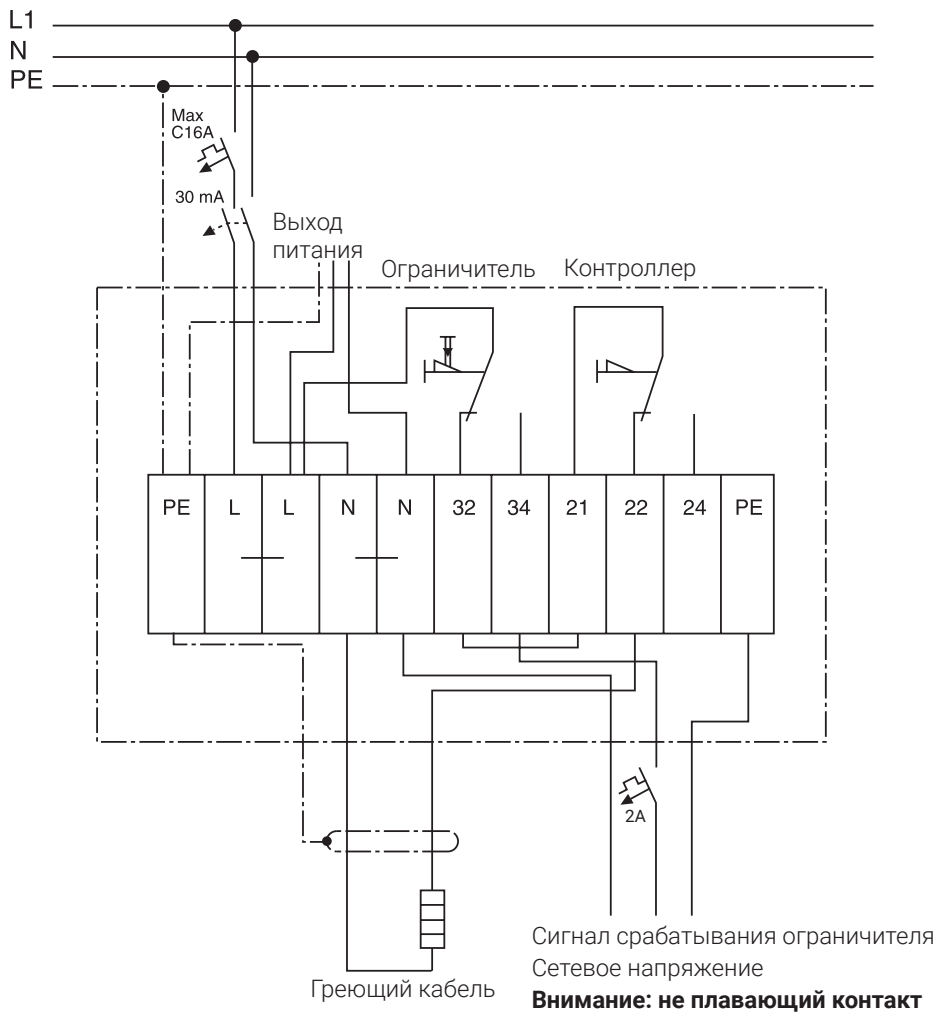 L1
N
PE
Max
C16A
30 mA
Выход
питания
Ограничитель
Контроллер
PE L L N N 32 34 21 22 24 PE
2A
Греющий кабель
Сигнал срабатывания ограничителя
Сетевое напряжение
Внимание: не плавающий контакт